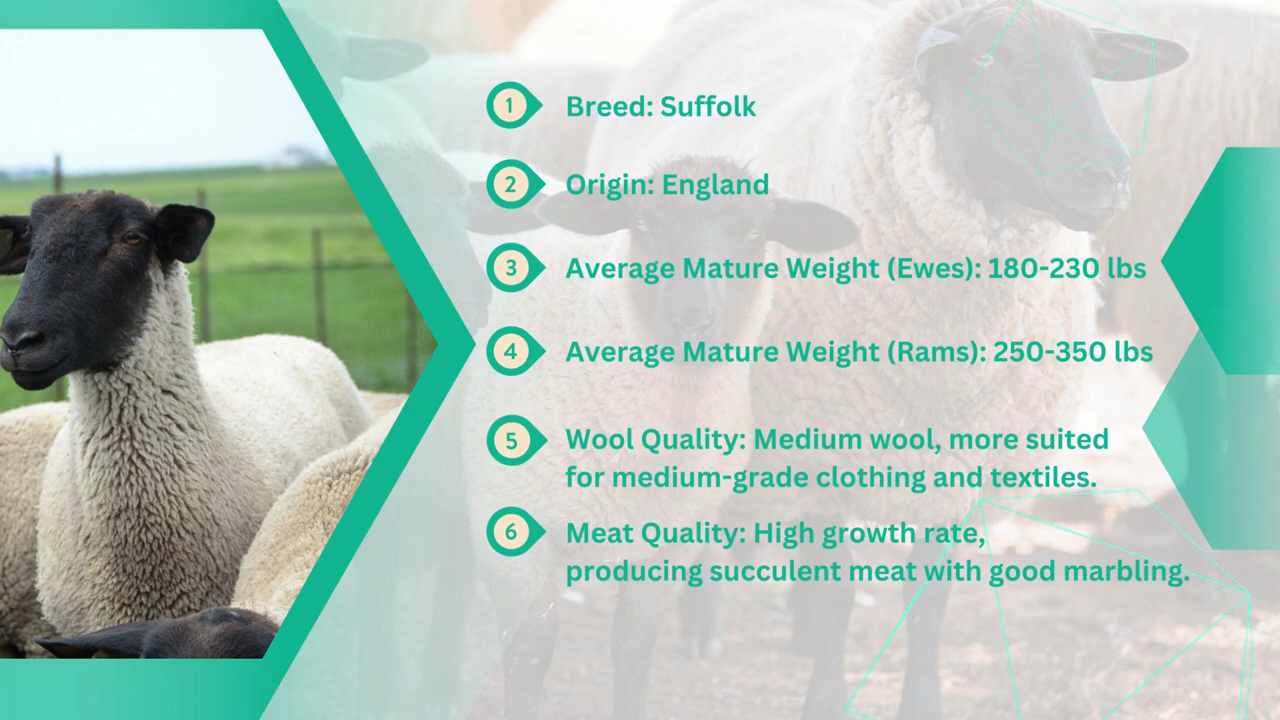 1 Breed: Suffolk
2 Origin: England
3 Average Mature Weight (Ewes): 180-230 lbs
4 Average Mature Weight (Rams): 250-350 lbs
5 Wool Quality: Medium wool, more suited
for medium-grade clothing and textiles.
6 Meat Quality: High growth rate,
producing succulent meat with good marbling.